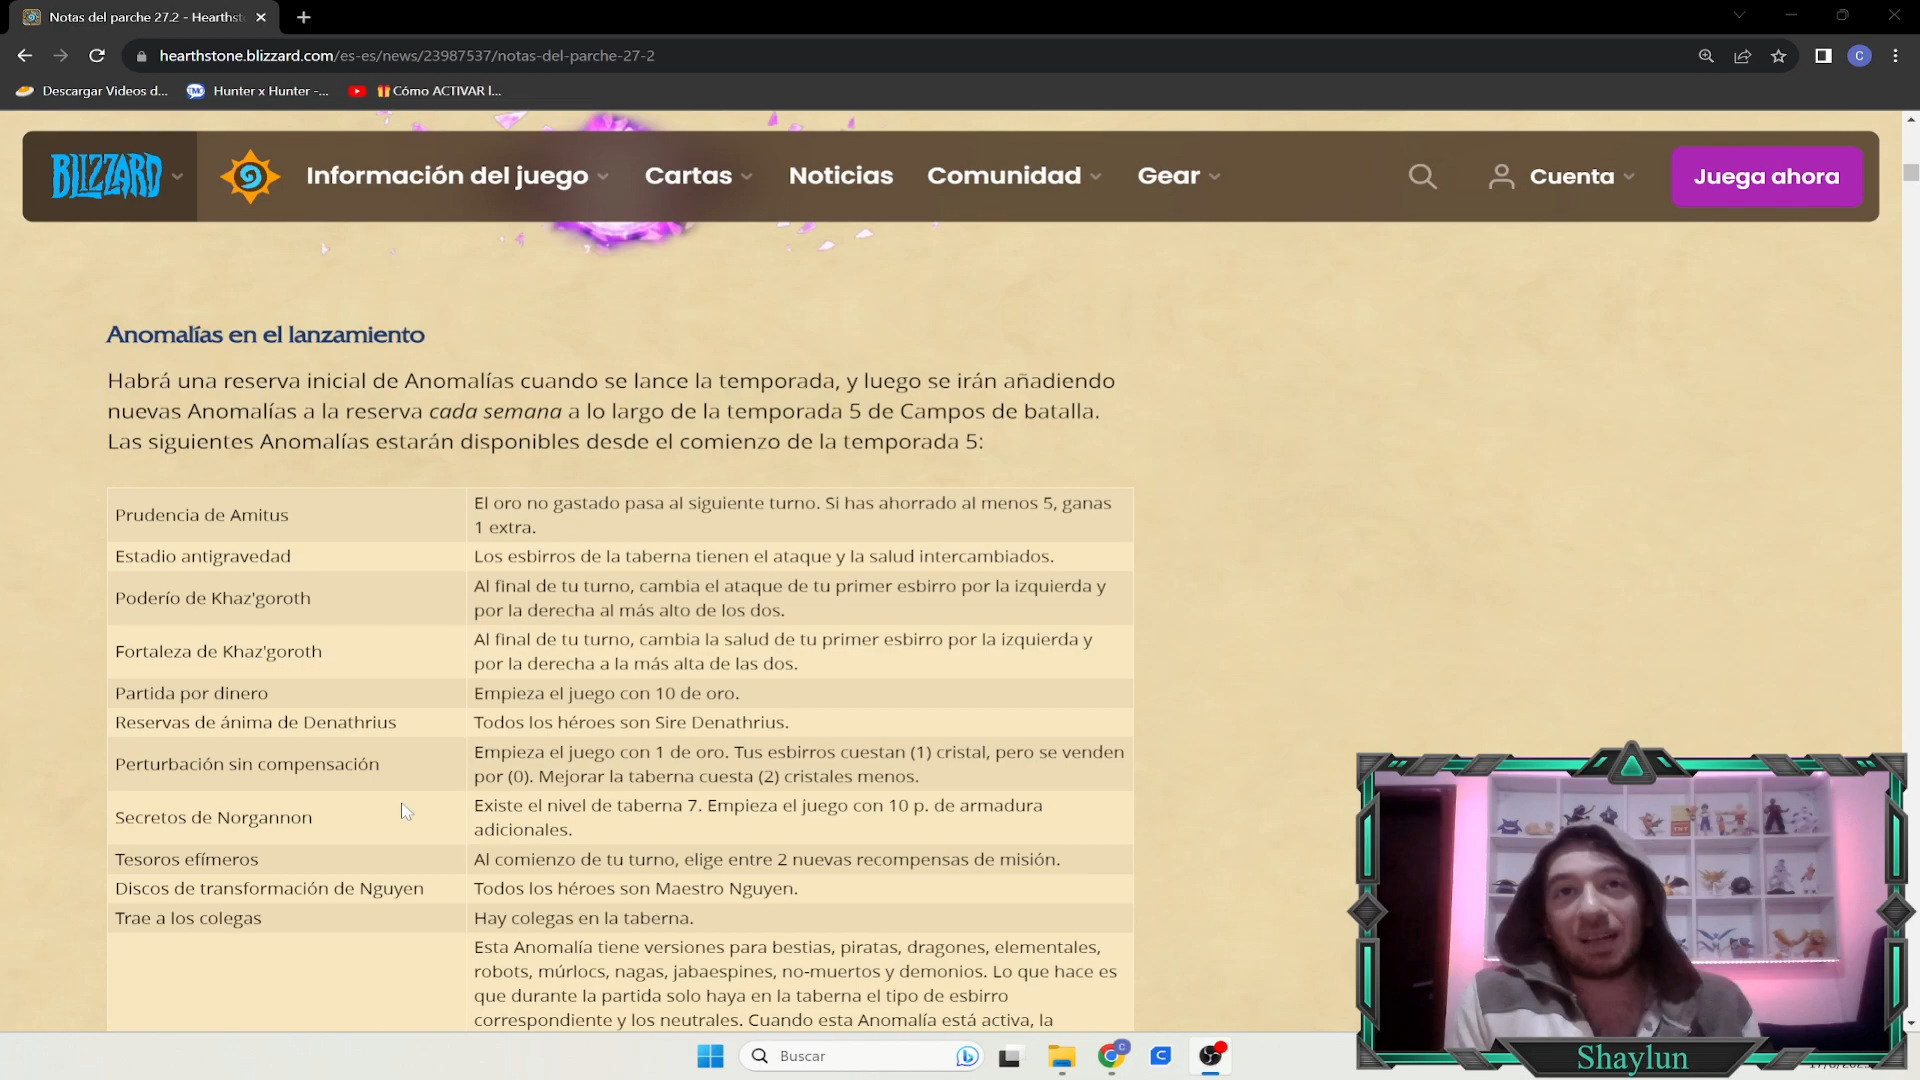 Notas del parche 27.2 - Hearthst
hearthstone.blizzard.com/es-es/news/23987537/notas-del-parche-27-2
C
Descargar Videos d...
Hunter x Hunter -...
Cómo ACTIVAR l...
BLIZZARD
Información del juego
Cartas
Noticias
Comunidad
Gear
Cuenta
Juega ahora
Anomalías en el lanzamiento
Habrá una reserva inicial de Anomalías cuando se lance la temporada, y luego se irán añadiendo
nuevas Anomalías a la reserva cada semana a lo largo de la temporada 5 de Campos de batalla.
Las siguientes Anomalías estarán disponibles desde el comienzo de la temporada 5:
Prudencia de Amitus
El oro no gastado pasa al siguiente turno. Si has ahorrado al menos 5, ganas
1 extra.
Estadio antigravedad
Los esbirros de la taberna tienen el ataque y la salud intercambiados.
Poderío de Khaz'goroth
Al final de tu turno, cambia el ataque de tu primer esbirro por la izquierda y
por la derecha al más alto de los dos.
Fortaleza de Khaz'goroth
Al final de tu turno, cambia la salud de tu primer esbirro por la izquierda y
por la derecha a la más alta de las dos.
Partida por dinero
Empieza el juego con 10 de oro.
Reservas de ánima de Denathrius
Todos los héroes son Sire Denathrius.
Perturbación sin compensación
Empieza el juego con 1 de oro. Tus esbirros cuestan (1) cristal, pero se venden
por (0). Mejorar la taberna cuesta (2) cristales menos.
Secretos de Norgannon
Existe el nivel de taberna 7. Empieza el juego con 10 p. de armadura
adicionales.
Tesoros efímeros
Al comienzo de tu turno, elige entre 2 nuevas recompensas de misión.
Discos de transformación de Nguyen
Todos los héroes son Maestro Nguyen.
Trae a los colegas
Hay colegas en la taberna.
Esta Anomalía tiene versiones para bestias, piratas, dragones, elementales,
robots, múrlocs, nagas, jabaespines, no-muertos y demonios. Lo que hace es
que durante la partida solo haya en la taberna el tipo de esbirro
correspondiente y los neutrales. Cuando esta Anomalía está activa, la
TNT
Buscar
Shaylun